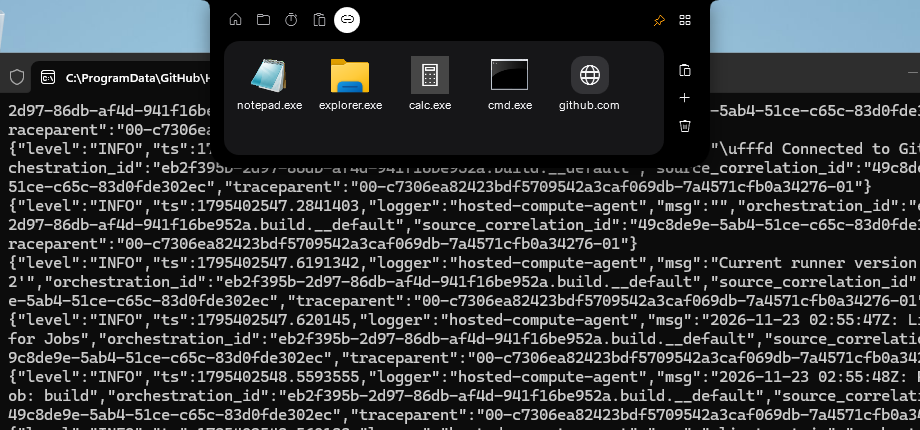 C:\ProgramData\GitHub\H
notepad.exe
explorer.exe
calc.exe
cmd.exe
github.com
2d97-86db-af4d-941f16be -5ab4-51ce-c65c-83d0fde3
raceparent":"00-c7306ea
{"level":"INFO","ts":17 "\ufffd Connected to Git
chestration_id":"eb2f395b-2d97-86db-af4d-941f16be952a.build.__default","source_correlation_id":"49c8de
51ce-c65c-83d0fde302ec","traceparent":"00-c7306ea82423bdf5709542a3caf069db-7a4571cfb0a34276-01"}
{"level":"INFO","ts":1795402547.2841403,"logger":"hosted-compute-agent","msg":"","orchestration_id":"e
2d97-86db-af4d-941f16be952a.build.__default","source_correlation_id":"49c8de9e-5ab4-51ce-c65c-83d0fde3
raceparent":"00-c7306ea82423bdf5709542a3caf069db-7a4571cfb0a34276-01"}
{"level":"INFO","ts":1795402547.6191342,"logger":"hosted-compute-agent","msg":"Current runner version
2'","orchestration_id":"eb2f395b-2d97-86db-af4d-941f16be952a.build.__default","source_correlation_id":
e-5ab4-51ce-c65c-83d0fde302ec","traceparent":"00-c7306ea82423bdf5709542a3caf069db-7a4571cfb0a34276-01"
{"level":"INFO","ts":1795402547.620145,"logger":"hosted-compute-agent","msg":"2026-11-23 02:55:47Z: Li
for Jobs","orchestration_id":"eb2f395b-2d97-86db-af4d-941f16be952a.build.__default","source_correlatio
9c8de9e-5ab4-51ce-c65c-83d0fde302ec","traceparent":"00-c7306ea82423bdf5709542a3caf069db-7a4571cfb0a342
{"level":"INFO","ts":1795402548.5593555,"logger":"hosted-compute-agent","msg":"2026-11-23 02:55:48Z: R
ob: build","orchestration_id":"eb2f395b-2d97-86db-af4d-941f16be952a.build.__default","source_correlati
49c8de9e-5ab4-51ce-c65c-83d0fde302ec","traceparent":"00-c7306ea82423bdf5709542a3caf069db-7a4571cfb0a34